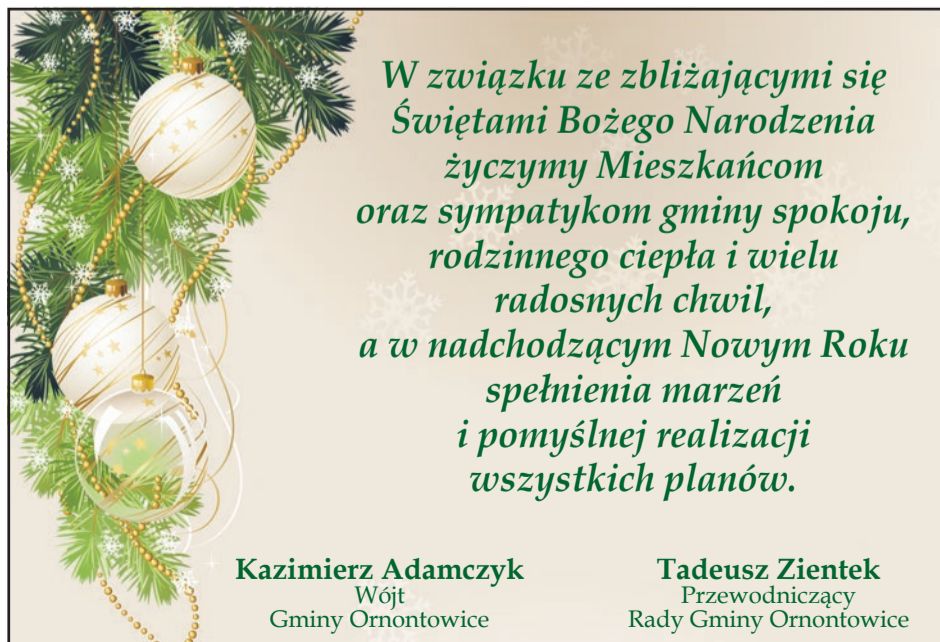 W związku ze zbliżającymi się
Świętami Bożego Narodzenia
życzymy Mieszkańcom
oraz sympatykom gminy spokoju,
rodzinnego ciepła i wielu
radosnych chwil,
a w nadchodzącym Nowym Roku
spełnienia marzeń
i pomyślnej realizacji
wszystkich planów.
Kazimierz Adamczyk
Wójt
Gminy Ornontowice
Tadeusz Zientek
Przewodniczący
Rady Gminy Ornontowice